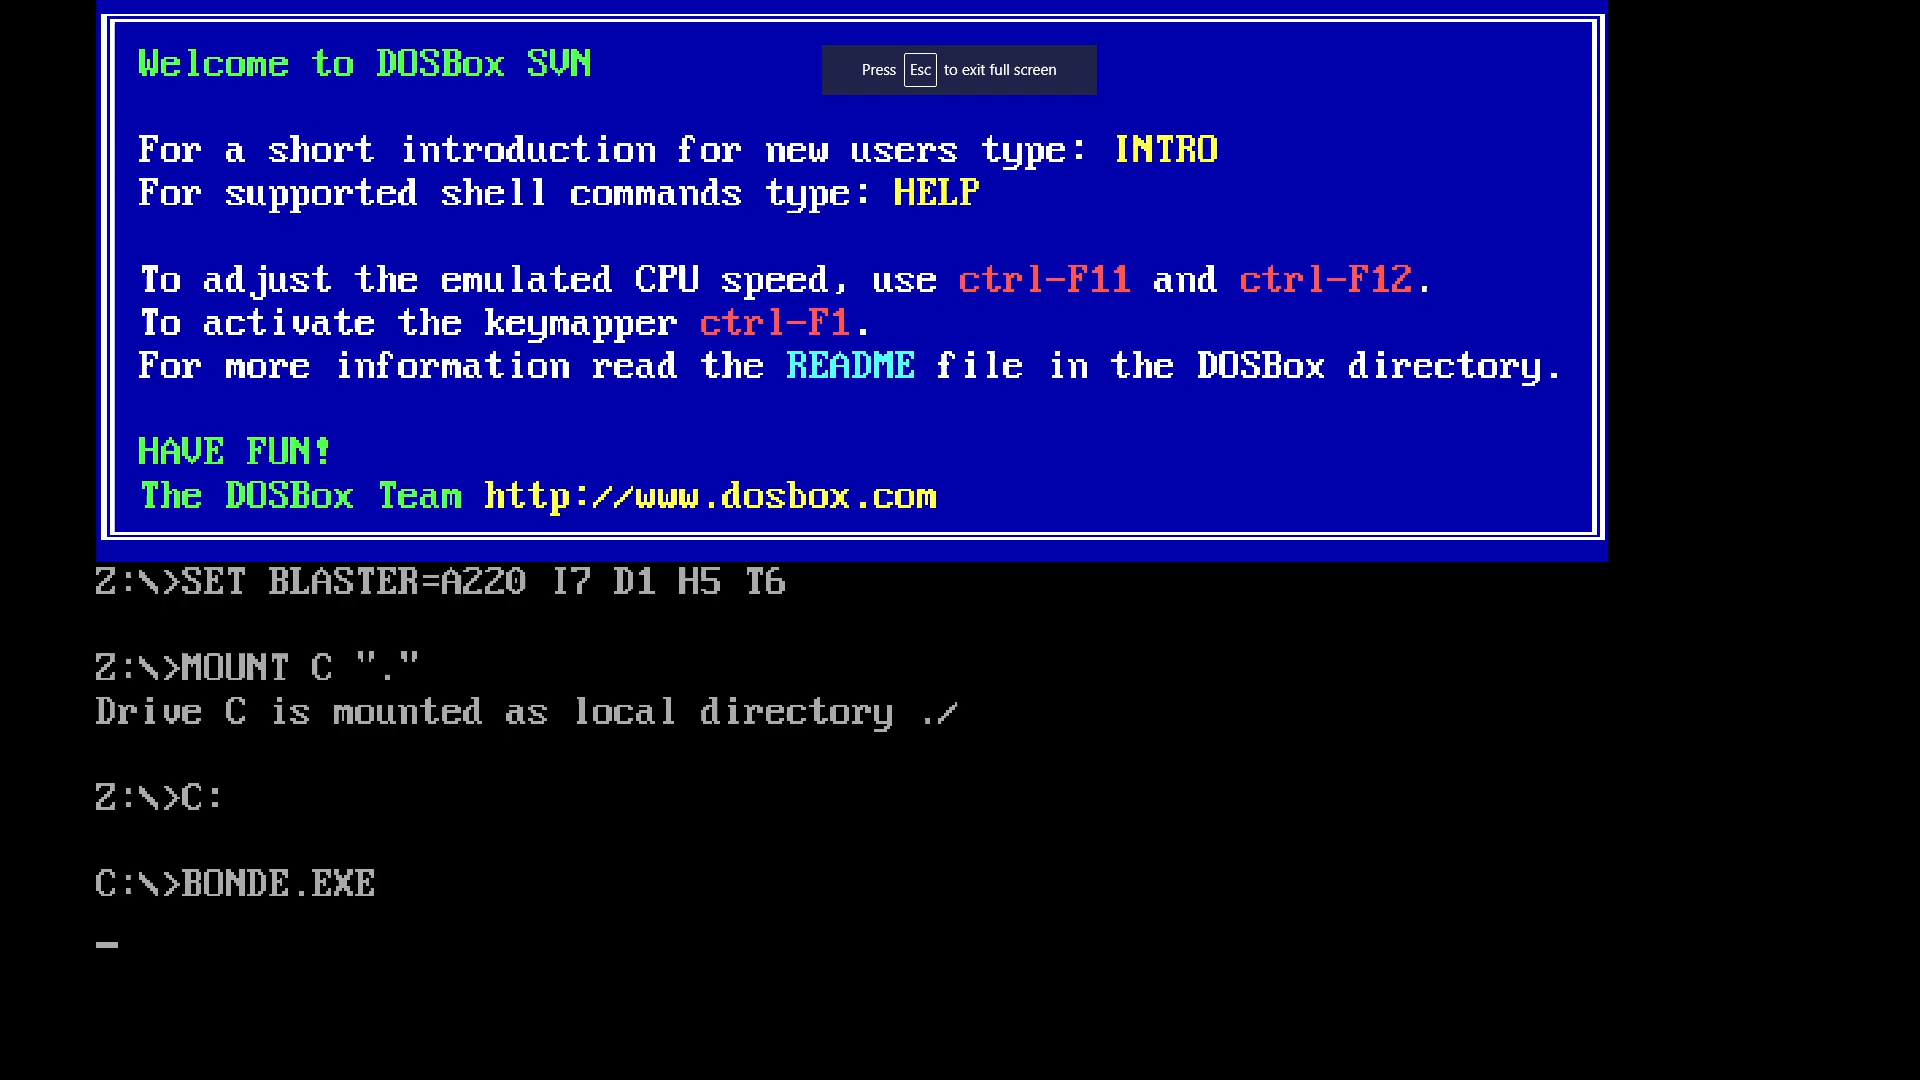 Welcome to DOSBox SVN
Press Esc to exit full screen
For a short introduction for new users type: INTRO
For supported shell commands type: HELP
To adjust the emulated CPU speed, use ctrl-F11 and ctrl-F12.
To activate the keymapper ctrl-F1.
For more information read the README file in the DOSBox directory.
HAVE FUN!
The DOSBox Team http://www.dosbox.com
Z:\>SET BLASTER=A220 I7 D1 H5 T6
Z:\>MOUNT C "."
Drive C is mounted as local directory ./
Z:\>C:
C:\>BONDE.EXE